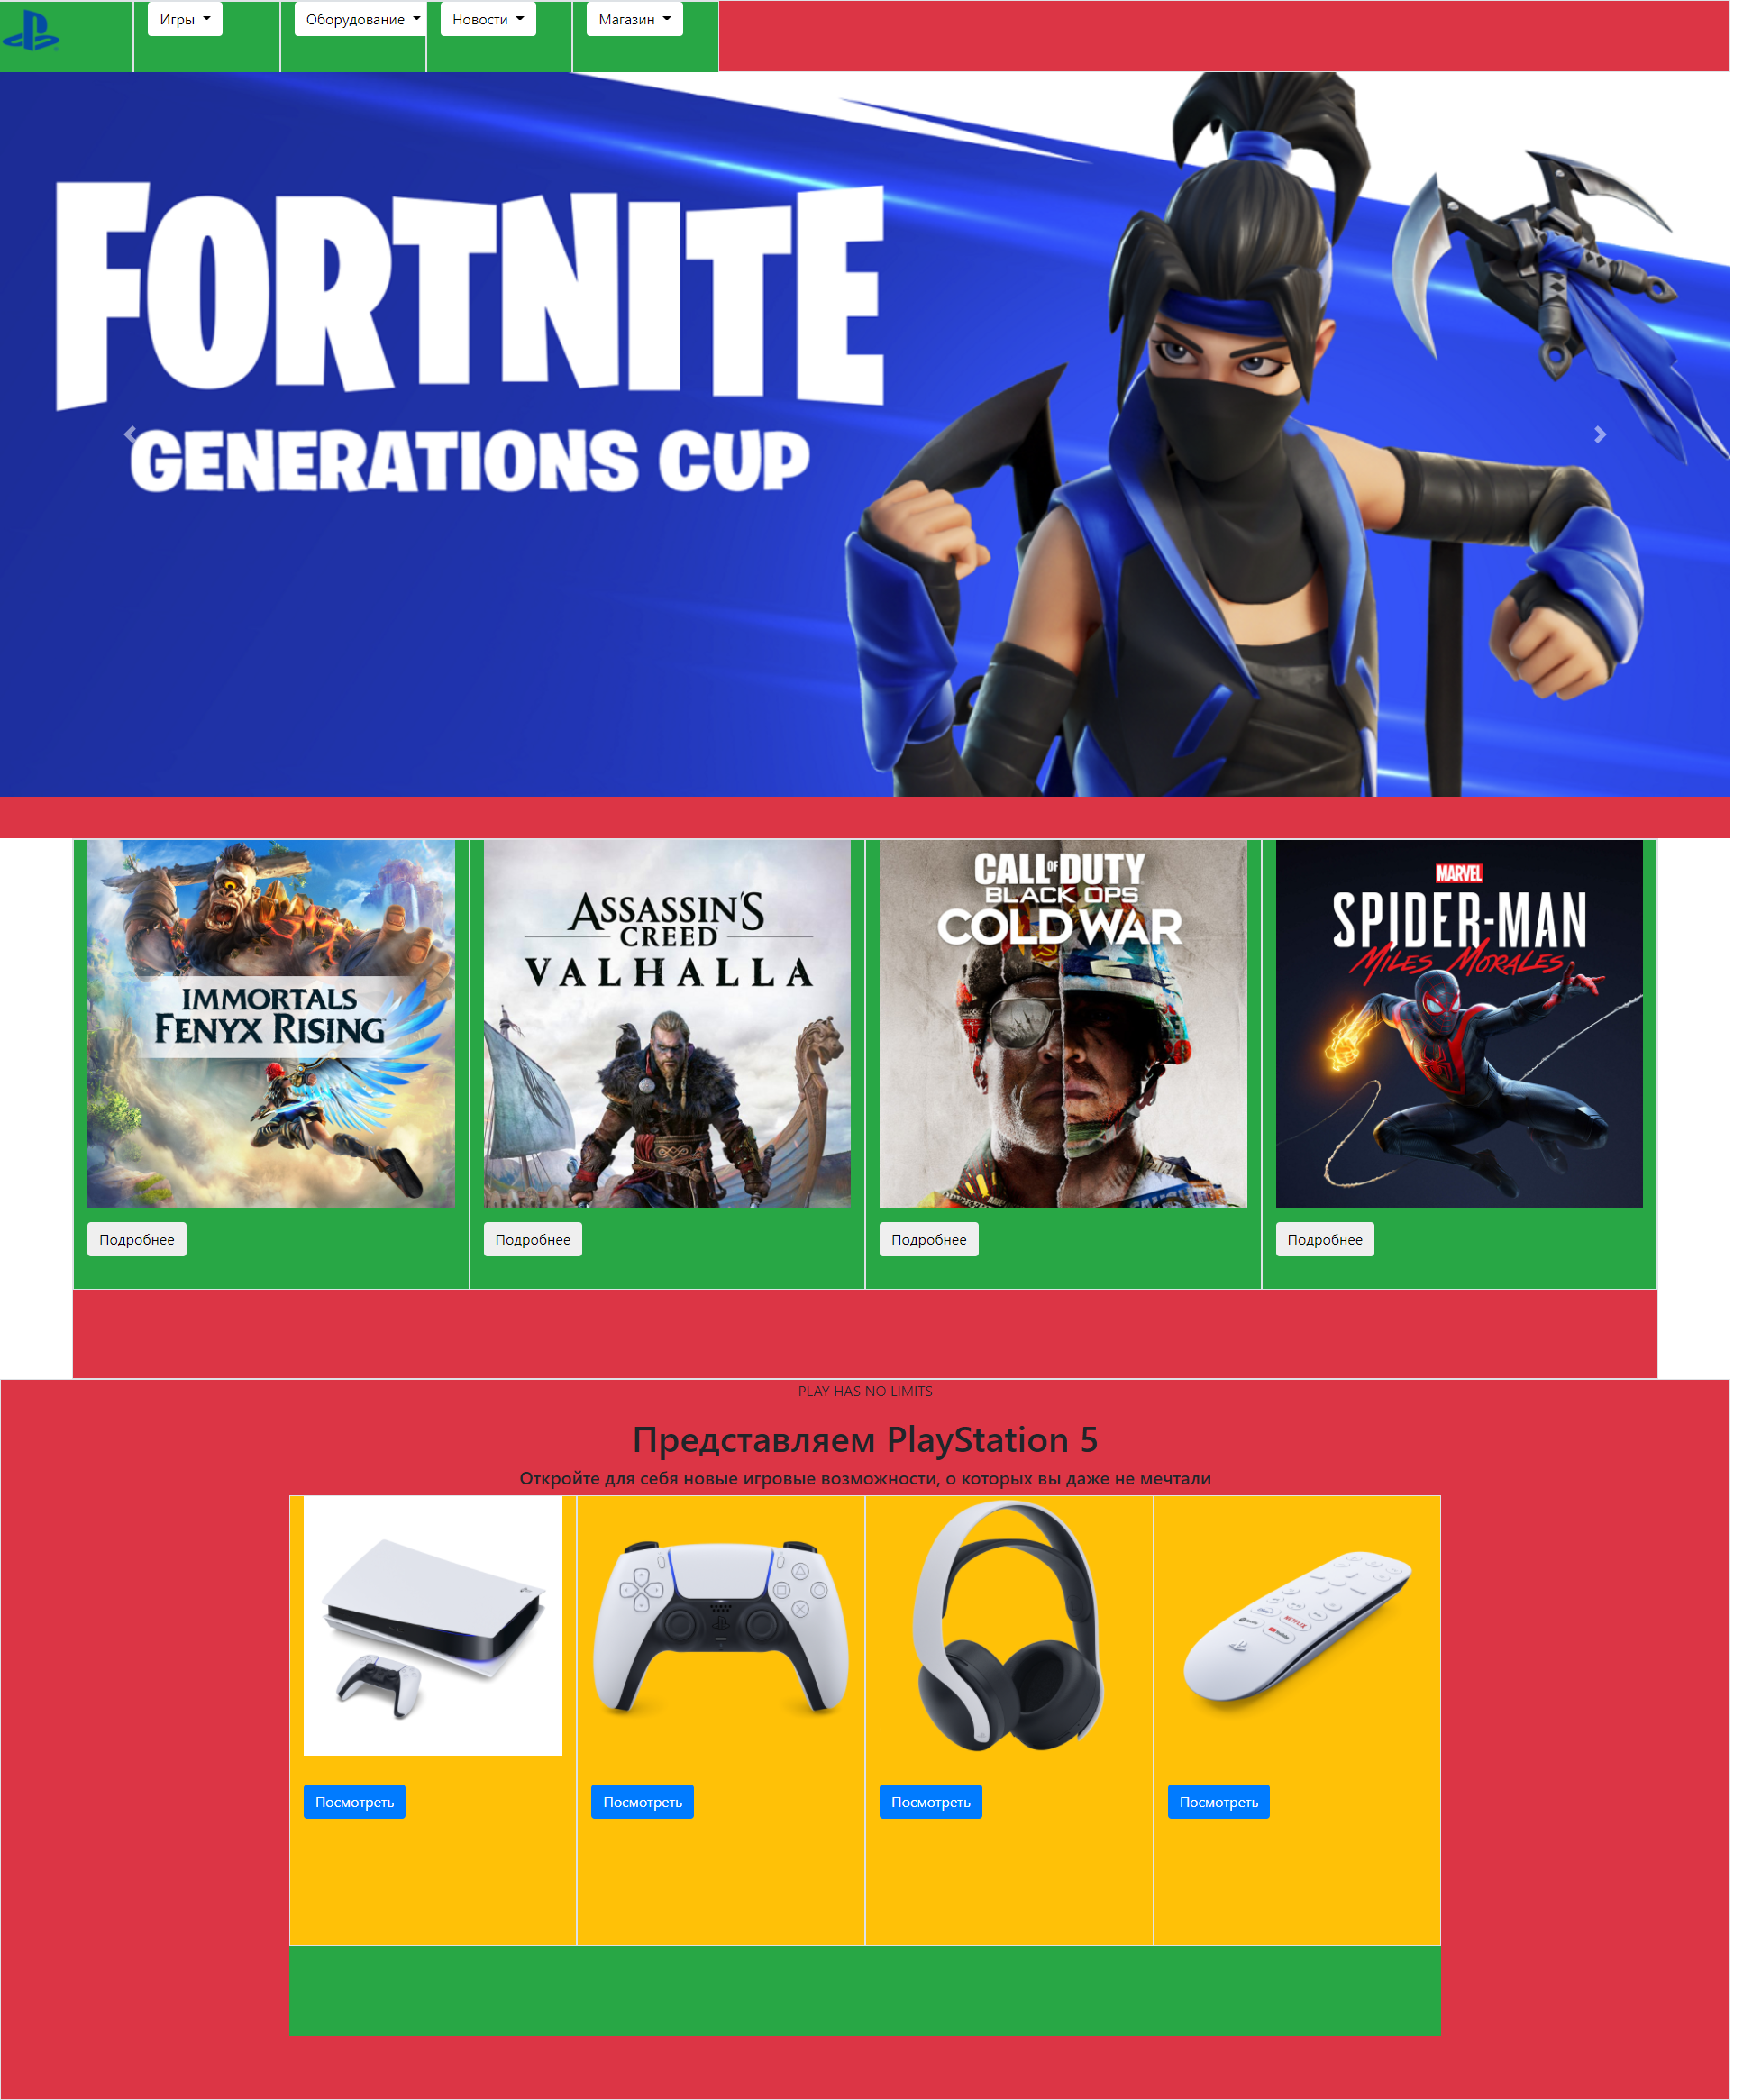 Игры
Оборудование
Новости
Магазин
FORTNITE
GENERATIONS CUP
IMMORTALS
FENYX RISING
ASSASSIN'S
CREED
VALHALLA
CALL OF DUTY
BLACK OPS
COLD WAR
MARVEL
SPIDER-MAN
MILES MORALES
Подробнее
Подробнее
Подробнее
Подробнее
PLAY HAS NO LIMITS
Представляем PlayStation 5
Откройте для себя новые игровые возможности, о которых вы даже не мечтали
NETFLIX
YouTube
Посмотреть
Посмотреть
Посмотреть
Посмотреть